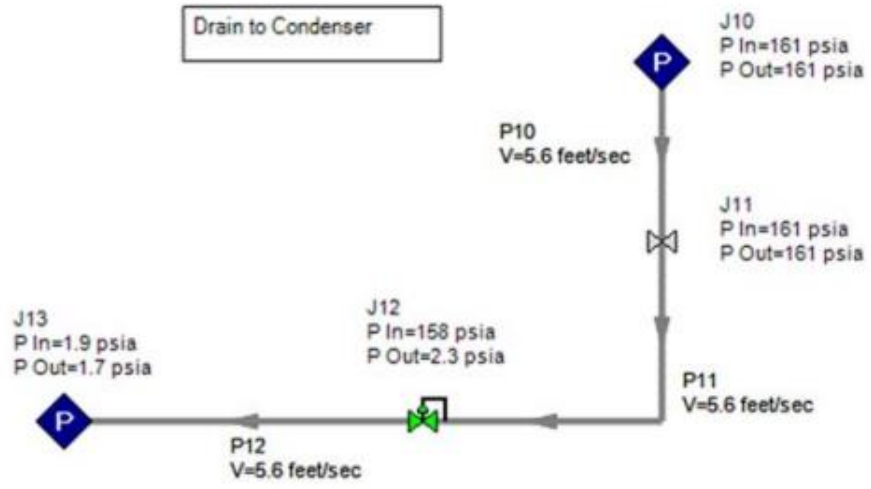 Drain to Condenser
J10
P In=161 psia
P Out=161 psia
P
P10
V=5.6 feet/sec
J11
P In=161 psia
P Out=161 psia
J12
P In=158 psia
P Out=2.3 psia
J13
P In=1.9 psia
P Out=1.7 psia
P11
V=5.6 feet/sec
P
P12
V=5.6 feet/sec